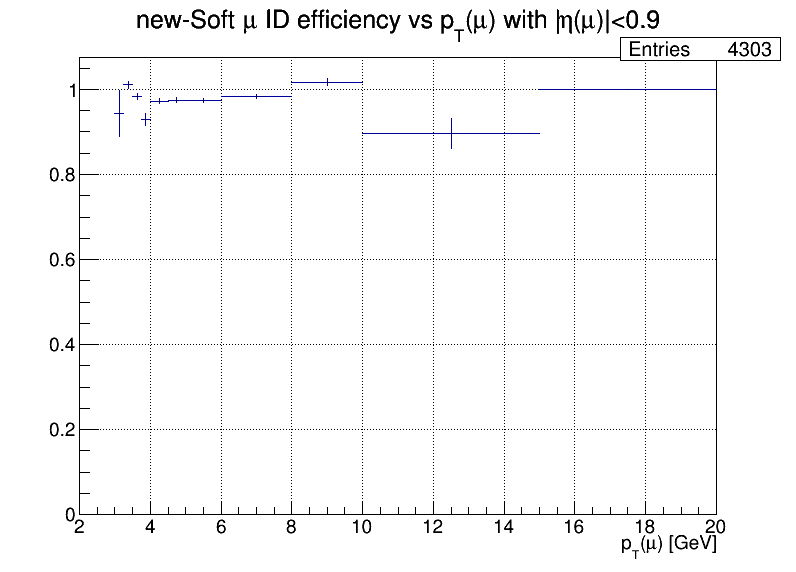 new-Soft μ ID efficiency vs p_T(μ) with |η(μ)|<0.9
Entries 4303
1
0.8
0.6
0.4
0.2
0
2 4 6 8 10 12 14 16 18 20
p_T(μ) [GeV]